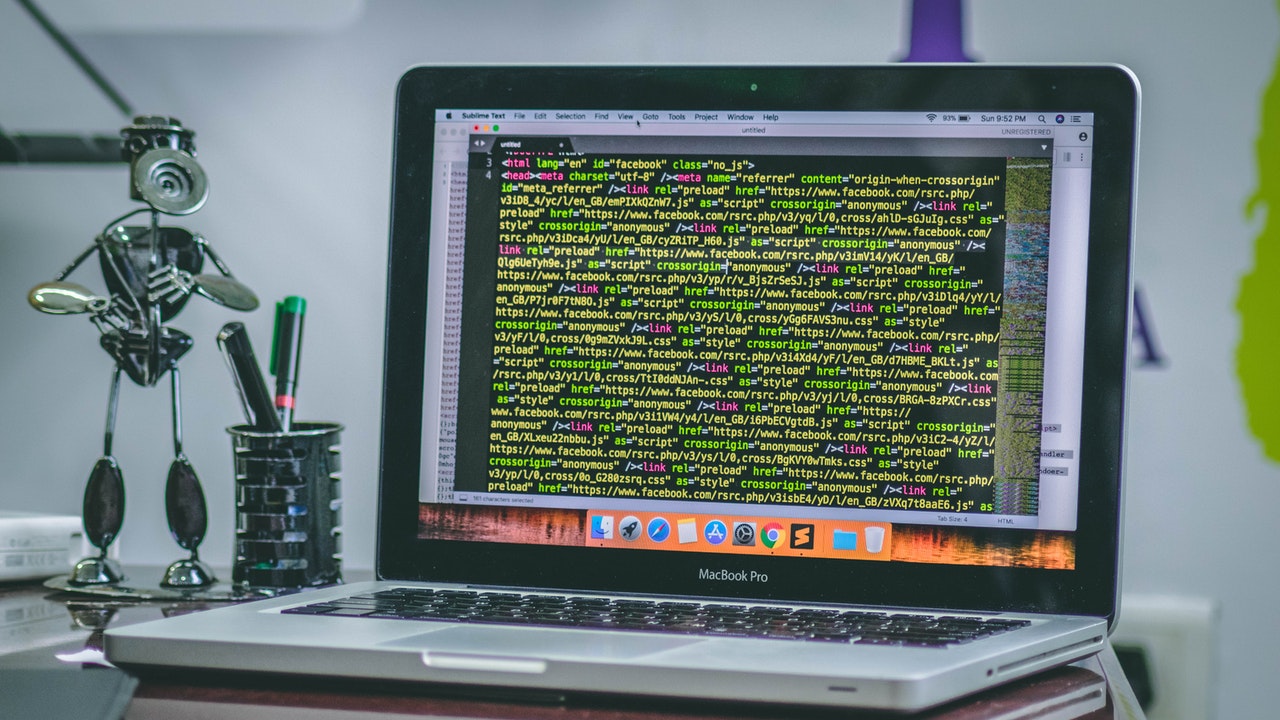 Sublime Text File Edit Selection Find View Goto Tools Project Window Help 93% Sun 9:52 PM
untitled
UNREGISTERED
untitled
3 <html lang="en" id="facebook" class="no_js">
4 <head><meta charset="utf-8" /><meta name="referrer" content="origin-when-crossorigin"
id="meta_referrer" /><link rel="preload" href="https://www.facebook.com/rsrc.php/
v3iD8_4/yc/l/en_GB/emPIXkQZnW7.js" as="script" crossorigin="anonymous" /><link rel="
preload" href="https://www.facebook.com/rsrc.php/v3/yq/l/0,cross/ahlD-sGJuIg.css" as="
style" crossorigin="anonymous" /><link rel="preload" href="https://www.facebook.com/
rsrc.php/v3iDca4/yU/l/en_GB/cyZRiTP_H60.js" as="script" crossorigin="anonymous" /><
link rel="preload" href="https://www.facebook.com/rsrc.php/v3imV14/yK/l/en_GB/
Qlg6UeTyh9e.js" as="script" crossorigin="anonymous" /><link rel="preload" href="
https://www.facebook.com/rsrc.php/v3/yp/r/v_BjsZrSeSJ.js" as="script" crossorigin="
anonymous" /><link rel="preload" href="https://www.facebook.com/rsrc.php/v3iDlq4/yY/l/
en_GB/P7jr0F7tN8O.js" as="script" crossorigin="anonymous" /><link rel="preload" href="
https://www.facebook.com/rsrc.php/v3/yS/l/0,cross/yGg6FAVS3nu.css" as="style"
crossorigin="anonymous" /><link rel="preload" href="https://www.facebook.com/rsrc.php/
v3/yF/l/0,cross/0g9mZVxkJ9L.css" as="style" crossorigin="anonymous" /><link rel="
preload" href="https://www.facebook.com/rsrc.php/v3i4Xd4/yF/l/en_GB/d7HBME_BKLt.js" as
="script" crossorigin="anonymous" /><link rel="preload" href="https://www.facebook.com
/rsrc.php/v3/y1/l/0,cross/TtI0ddNJAn-.css" as="style" crossorigin="anonymous" /><link
rel="preload" href="https://www.facebook.com/rsrc.php/v3/yj/l/0,cross/BRGA-8zPXCr.css"
as="style" crossorigin="anonymous" /><link rel="preload" href="https://
www.facebook.com/rsrc.php/v3i1VW4/y4/l/en_GB/i6PbECVgtdB.js" as="script" crossorigin="
anonymous" /><link rel="preload" href="https://www.facebook.com/rsrc.php/v3iC2-4/yZ/l/
en_GB/XLxeu22nbbu.js" as="script" crossorigin="anonymous" /><link rel="preload" href="
https://www.facebook.com/rsrc.php/v3/ys/l/0,cross/BgKVY0wTmks.css" as="style"
crossorigin="anonymous" /><link rel="preload" href="https://www.facebook.com/rsrc.php/
v3/yp/l/0,cross/0o_G280zsrq.css" as="style" crossorigin="anonymous" /><link rel="
preload" href="https://www.facebook.com/rsrc.php/v3isbE4/yD/l/en_GB/zVXq7t8aaE6.js" as
161 characters selected Tab Size: 4 HTML
MacBook Pro
A